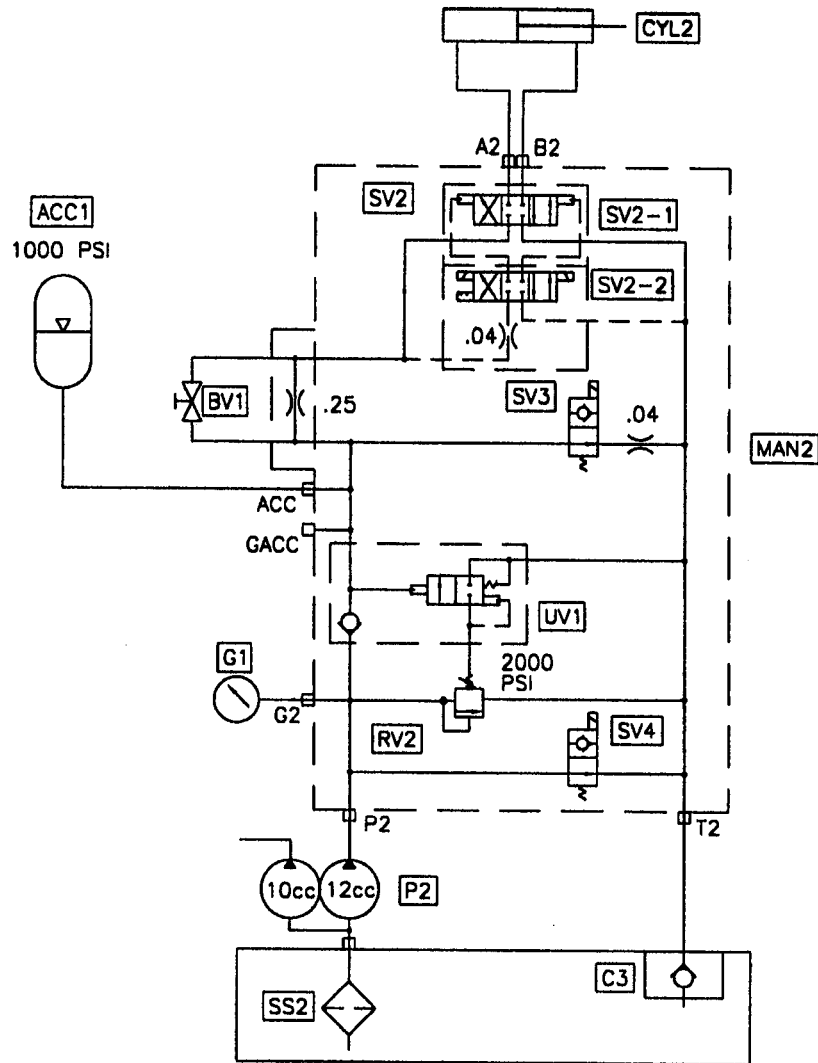 CYL2
A2
B2
SV2
SV2-1
ACC1
1000 PSI
SV2-2
.04
BV1
.25
SV3
.04
MAN2
ACC
GACC
UV1
G1
2000
PSI
G2
RV2
SV4
P2
T2
10cc
12cc
P2
C3
SS2